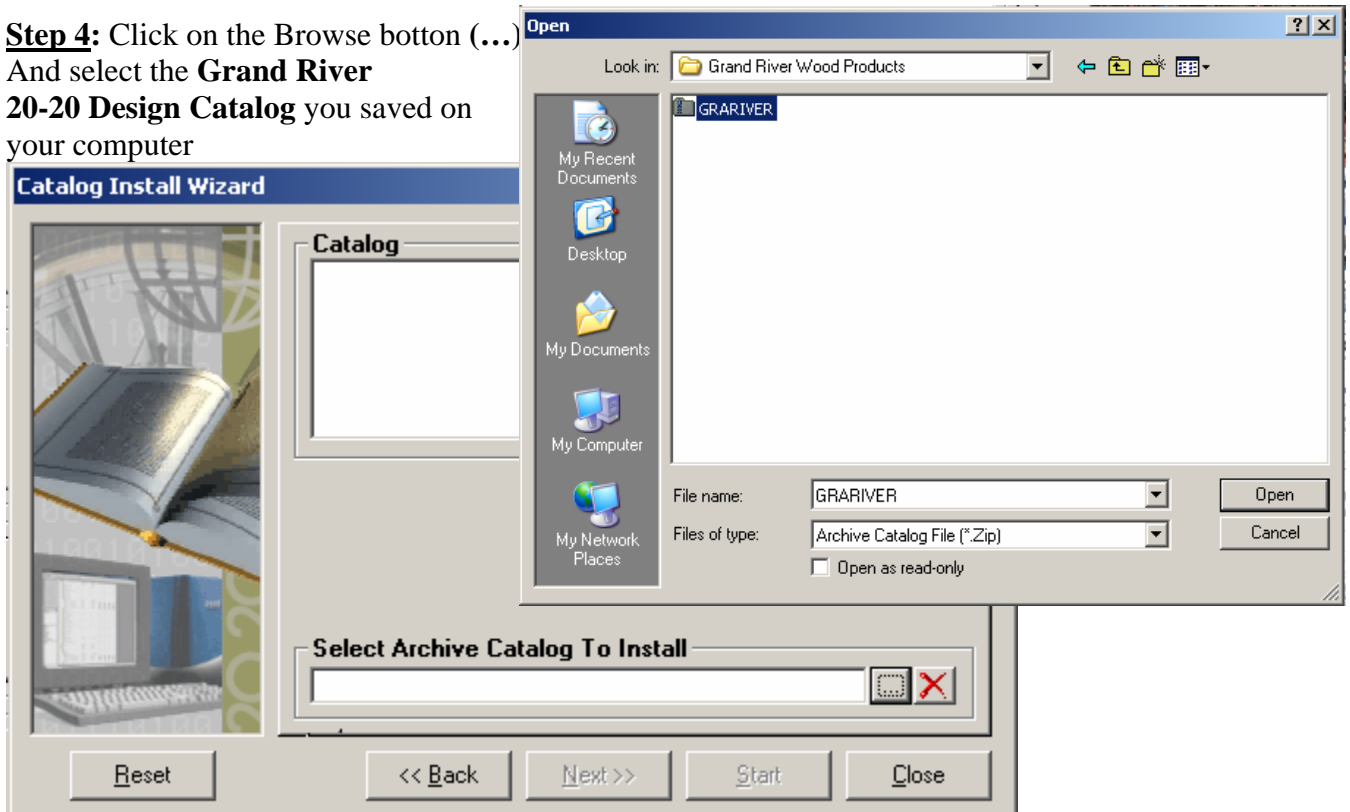 Step 4: Click on the Browse botton (…)
And select the Grand River
20-20 Design Catalog you saved on
your computer
Open
Look in: Grand River Wood Products
GRARIVER
My Recent
Documents
Desktop
My Documents
My Computer
My Network
Places
File name: GRARIVER Open
Files of type: Archive Catalog File (*.Zip) Cancel
Open as read-only
Catalog Install Wizard
Catalog
Select Archive Catalog To Install
Reset << Back Next >> Start Close